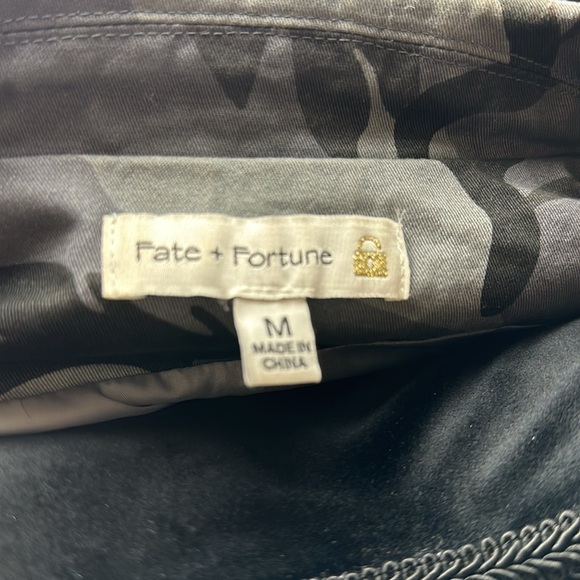 Fate + Fortune
M
MADE IN
CHINA